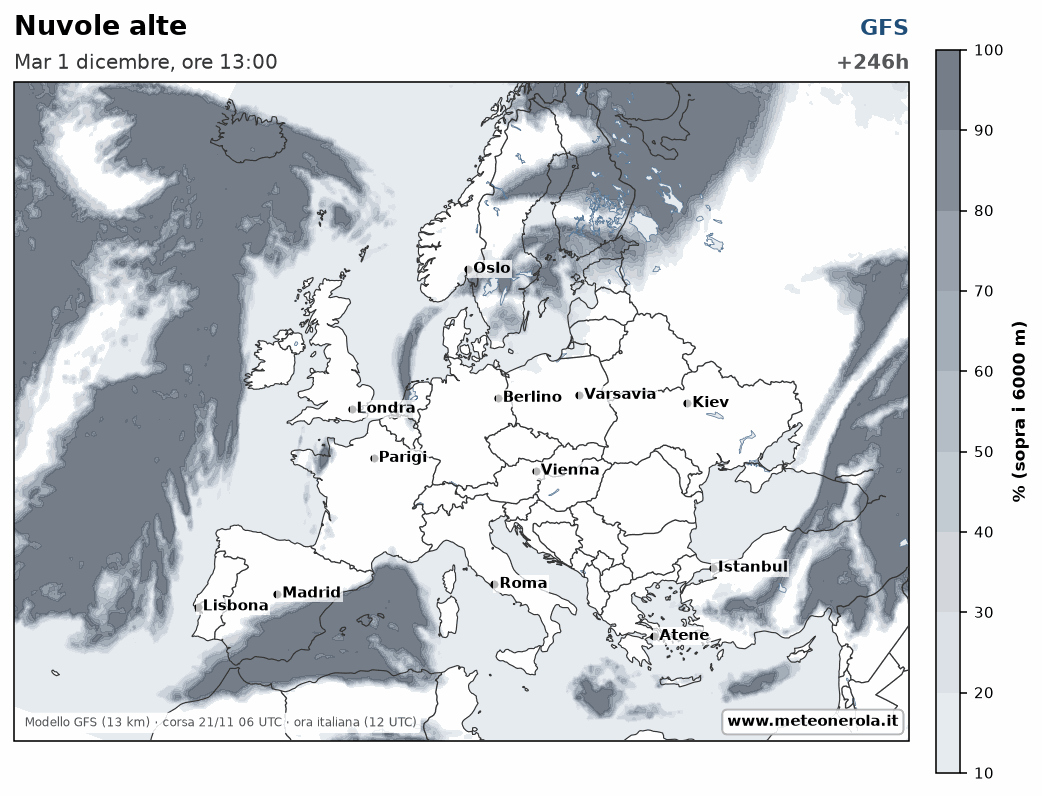 Nuvole alte
GFS
Mar 1 dicembre, ore 13:00
+246h
100
90
80
70
60
50
40
30
20
10
% (sopra i 6000 m)
Oslo
Berlino
Varsavia
Kiev
Londra
Parigi
Vienna
Istanbul
Roma
Madrid
Lisbona
Atene
Modello GFS (13 km) · corsa 21/11 06 UTC · ora italiana (12 UTC)
www.meteonerola.it